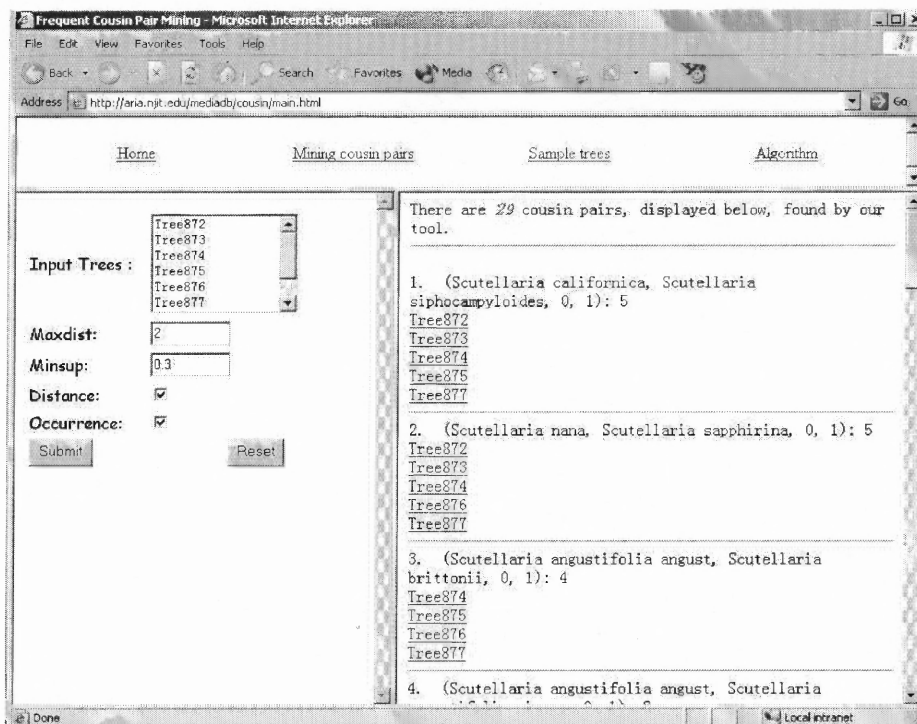 Frequent Cousin Pair Mining - Microsoft Internet Explorer
File Edit View Favorites Tools Help
Back Search Favorites Media
Address http://aria.njit.edu/mediadb/cousin/main.html Go
Home Mining cousin pairs Sample trees Algorithm
Input Trees :
Tree872
Tree873
Tree874
Tree875
Tree876
Tree877
Maxdist: 2
Minsup: 0.3
Distance:
Occurrence:
Submit Reset
There are 29 cousin pairs, displayed below, found by our
tool.
1. (Scutellaria californica, Scutellaria
siphocampyloides, 0, 1): 5
Tree872
Tree873
Tree874
Tree875
Tree877
2. (Scutellaria nana, Scutellaria sapphirina, 0, 1): 5
Tree872
Tree873
Tree874
Tree876
Tree877
3. (Scutellaria angustifolia angust, Scutellaria
brittonii, 0, 1): 4
Tree874
Tree875
Tree876
Tree877
4. (Scutellaria angustifolia angust, Scutellaria
Done Local intranet